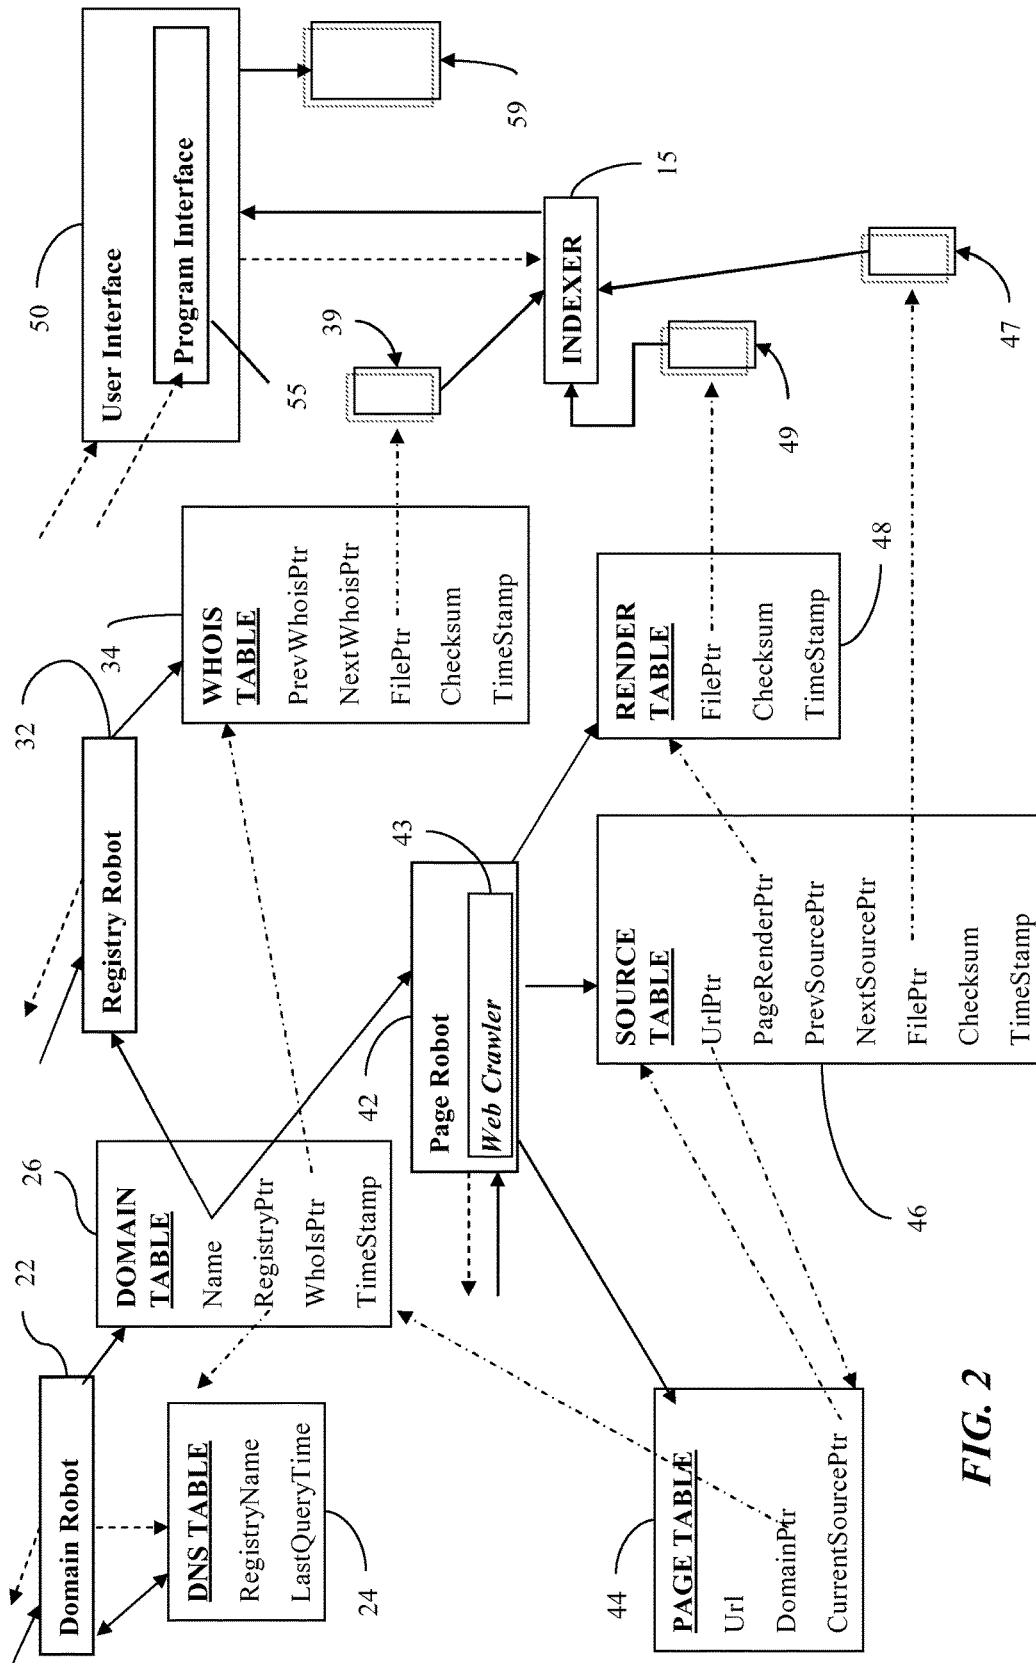 22
Domain Robot
DNS TABLE
RegistryName
LastQueryTime
24
26
DOMAIN
TABLE
Name
RegistryPtr
WhoIsPtr
TimeStamp
32
Registry Robot
34
WHOIS
TABLE
PrevWhoisPtr
NextWhoisPtr
FilePtr
Checksum
TimeStamp
50
User Interface
Program Interface
55
59
39
15
INDEXER
42
Page Robot
Web Crawler
43
44
PAGE TABLE
Url
DomainPtr
CurrentSourcePtr
SOURCE
TABLE
UrlPtr
PageRenderPtr
PrevSourcePtr
NextSourcePtr
FilePtr
Checksum
TimeStamp
46
RENDER
TABLE
FilePtr
Checksum
TimeStamp
48
49
47
FIG. 2